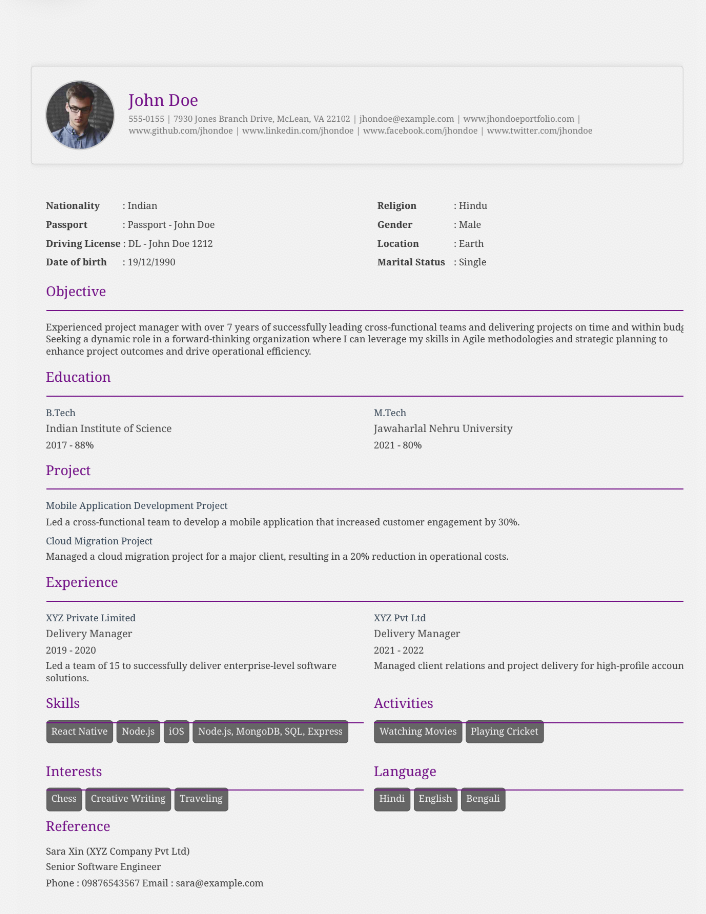 John Doe
555-0155 | 7930 Jones Branch Drive, McLean, VA 22102 | jhondoe@example.com | www.jhondoeportfolio.com |
www.github.com/jhondoe | www.linkedin.com/jhondoe | www.facebook.com/jhondoe | www.twitter.com/jhondoe
Nationality : Indian
Passport : Passport - John Doe
Driving License : DL - John Doe 1212
Date of birth : 19/12/1990
Religion : Hindu
Gender : Male
Location : Earth
Marital Status : Single
Objective
Experienced project manager with over 7 years of successfully leading cross-functional teams and delivering projects on time and within
Seeking a dynamic role in a forward-thinking organization where I can leverage my skills in Agile methodologies and strategic planning to
enhance project outcomes and drive operational efficiency.
Education
B.Tech
Indian Institute of Science
2017 - 88%
M.Tech
Jawaharlal Nehru University
2021 - 80%
Project
Mobile Application Development Project
Led a cross-functional team to develop a mobile application that increased customer engagement by 30%.
Cloud Migration Project
Managed a cloud migration project for a major client, resulting in a 20% reduction in operational costs.
Experience
XYZ Private Limited
Delivery Manager
2019 - 2020
Led a team of 15 to successfully deliver enterprise-level software
solutions.
XYZ Pvt Ltd
Delivery Manager
2021 - 2022
Managed client relations and project delivery for high-profile accoun
Skills
React Native Node.js iOS Node.js, MongoDB, SQL, Express
Activities
Watching Movies Playing Cricket
Interests
Chess Creative Writing Traveling
Language
Hindi English Bengali
Reference
Sara Xin (XYZ Company Pvt Ltd)
Senior Software Engineer
Phone : 09876543567 Email : sara@example.com